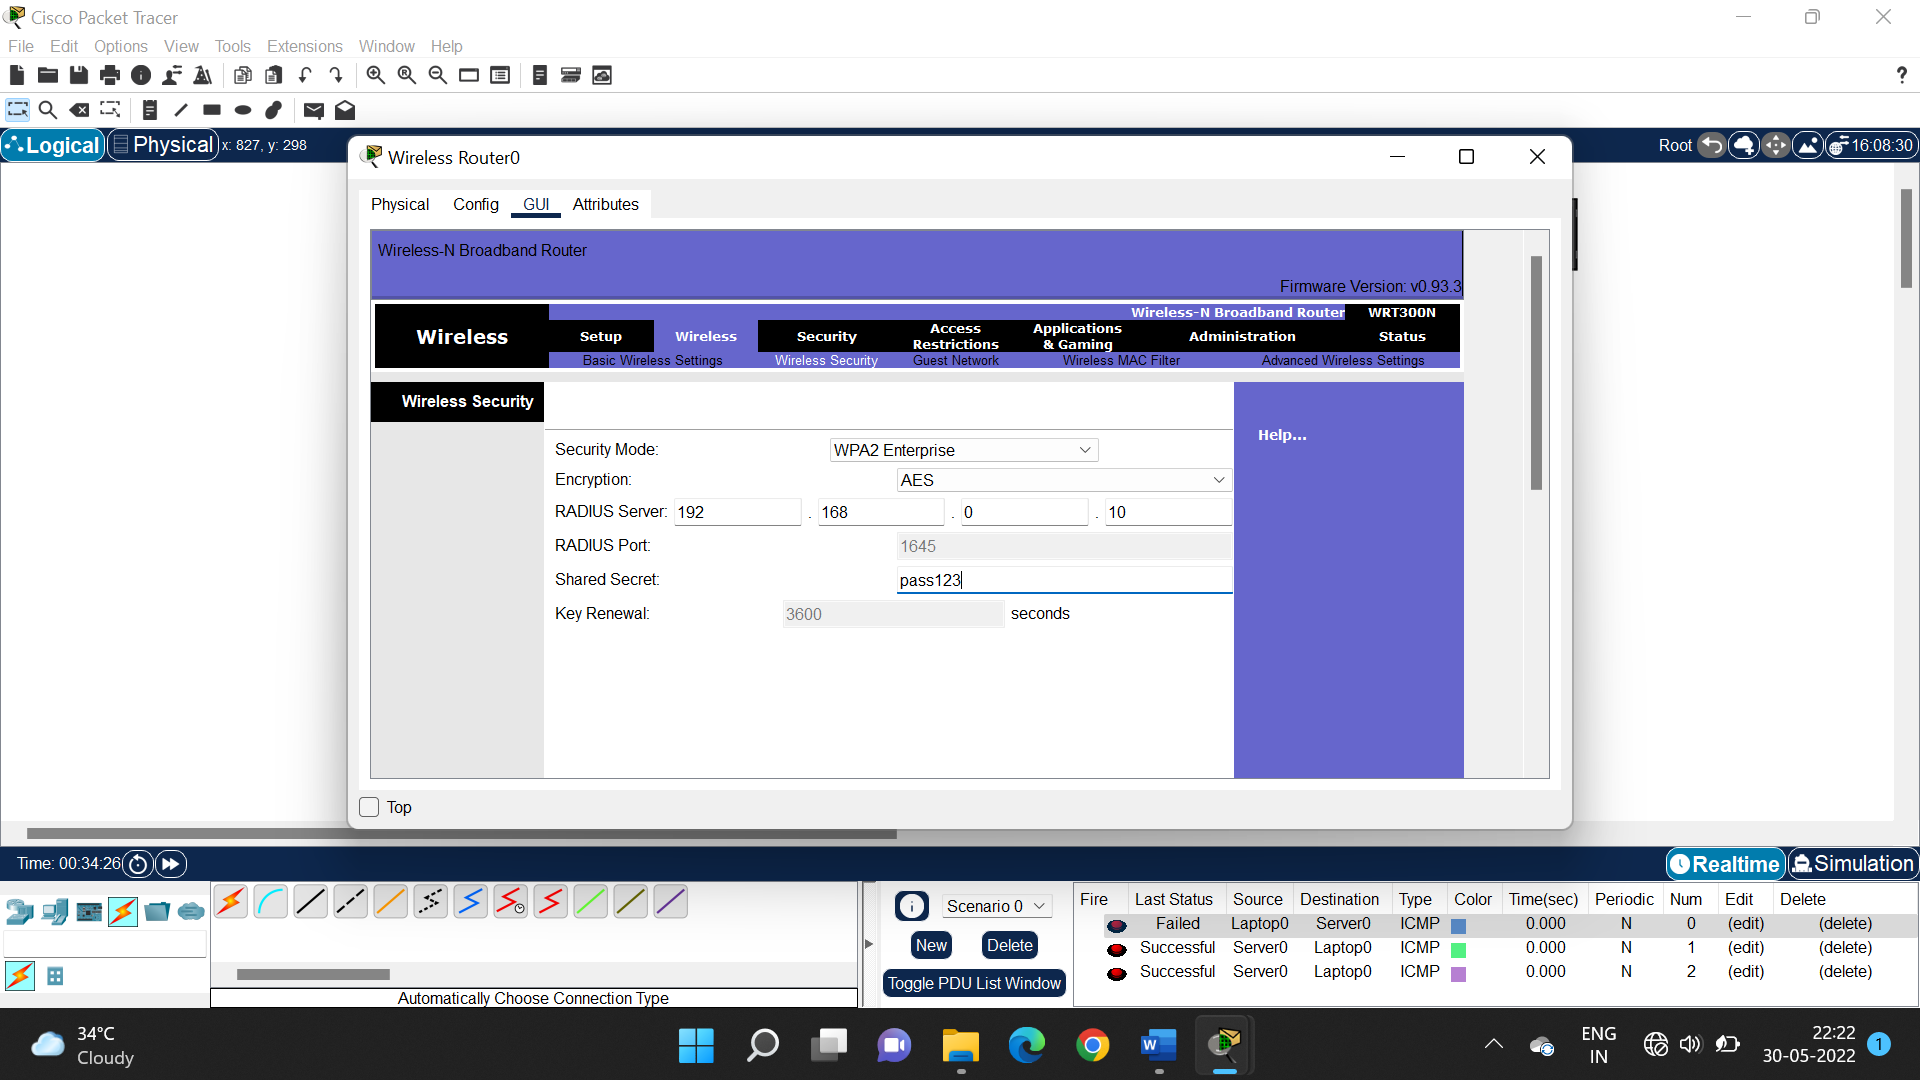 Cisco Packet Tracer
File Edit Options View Tools Extensions Window Help
?
Logical Physical x: 827, y: 298 Root 16:08:30
Wireless Router0
Physical Config GUI Attributes
Wireless-N Broadband Router
Firmware Version: v0.93.3
Wireless-N Broadband Router WRT300N
Wireless Setup Wireless Security Access Restrictions Applications & Gaming Administration Status
Basic Wireless Settings Wireless Security Guest Network Wireless MAC Filter Advanced Wireless Settings
Wireless Security
Help...
Security Mode: WPA2 Enterprise
Encryption: AES
RADIUS Server: 192 . 168 . 0 . 10
RADIUS Port: 1645
Shared Secret: pass123
Key Renewal: 3600 seconds
Top
Time: 00:34:26 Realtime Simulation
Scenario 0
New Delete
Toggle PDU List Window
Automatically Choose Connection Type
Fire Last Status Source Destination Type Color Time(sec) Periodic Num Edit Delete
Failed Laptop0 Server0 ICMP 0.000 N 0 (edit) (delete)
Successful Server0 Laptop0 ICMP 0.000 N 1 (edit) (delete)
Successful Server0 Laptop0 ICMP 0.000 N 2 (edit) (delete)
34°C
Cloudy
W
ENG
IN
22:22
30-05-2022
1